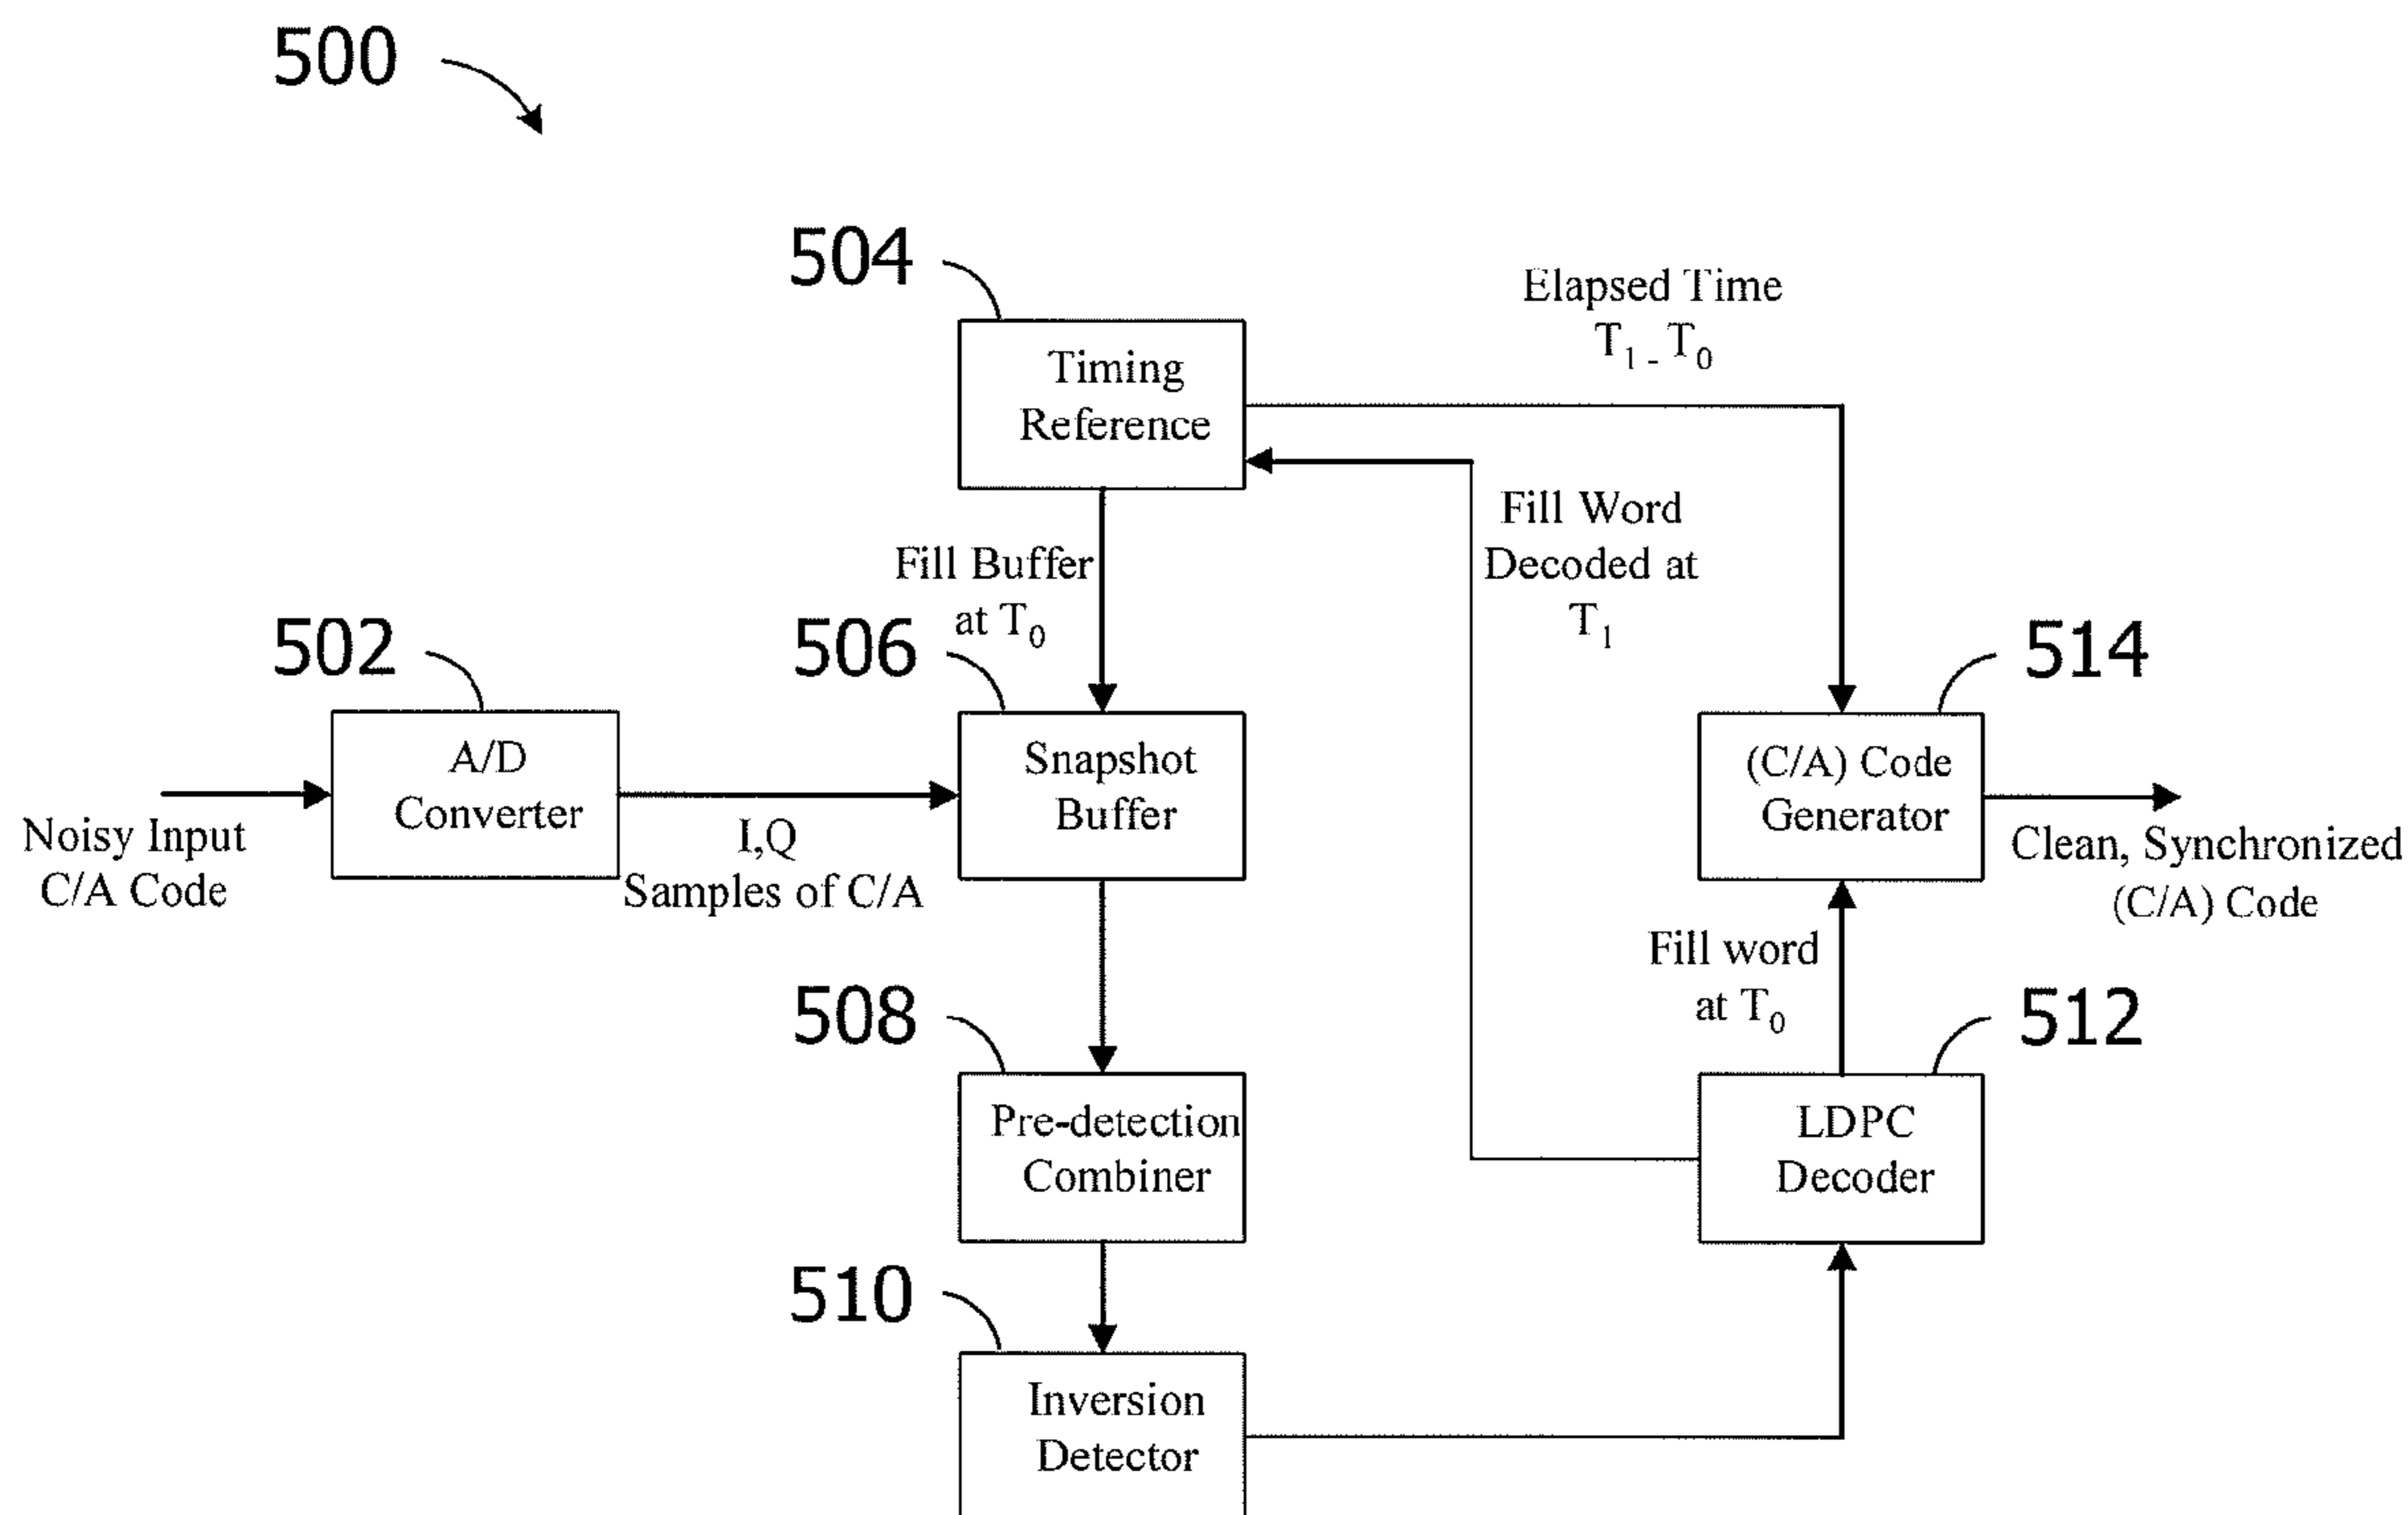 500
504
Elapsed Time
T1 - T0
Timing
Reference
Fill Buffer
at T0
Fill Word
Decoded at
T1
502
506
514
A/D
Converter
Snapshot
Buffer
(C/A) Code
Generator
Noisy Input
C/A Code
I,Q
Samples of C/A
Clean, Synchronized
(C/A) Code
Fill word
at T0
508
512
Pre-detection
Combiner
LDPC
Decoder
510
Inversion
Detector